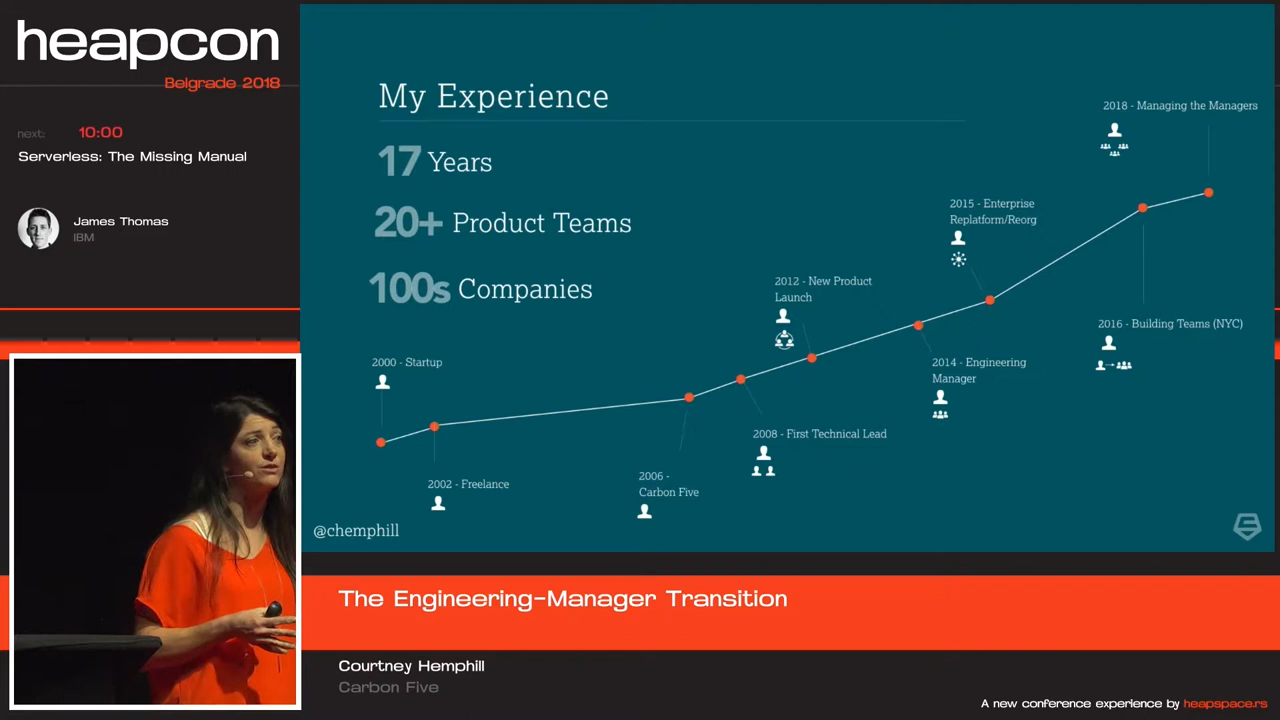 heapcon
Belgrade 2018
next: 10:00
Serverless: The Missing Manual
James Thomas
IBM
My Experience
17 Years
20+ Product Teams
100s Companies
2000 - Startup
2002 - Freelance
2006 -
Carbon Five
2008 - First Technical Lead
2012 - New Product
Launch
2014 - Engineering
Manager
2015 - Enterprise
Replatform/Reorg
2016 - Building Teams (NYC)
2018 - Managing the Managers
@chemphill
The Engineering-Manager Transition
Courtney Hemphill
Carbon Five
A new conference experience by heapspace.rs